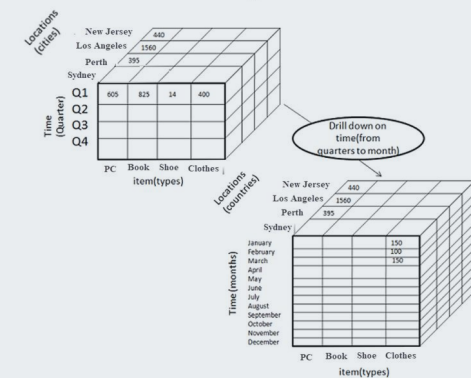 Locations
(cities)
New Jersey 440
Los Angeles 1560
Perth 395
Sydney
Time
(Quarter)
Q1 605 825 14 400
Q2
Q3
Q4
PC Book Shoe Clothes
item(types)
Drill down on
time(from
quarters to month)
Locations
(countries)
New Jersey 440
Los Angeles 1560
Perth 395
Sydney
Time(months)
January 150
February 100
March 150
April
May
June
July
August
September
October
November
December
PC Book Shoe Clothes
item(types)